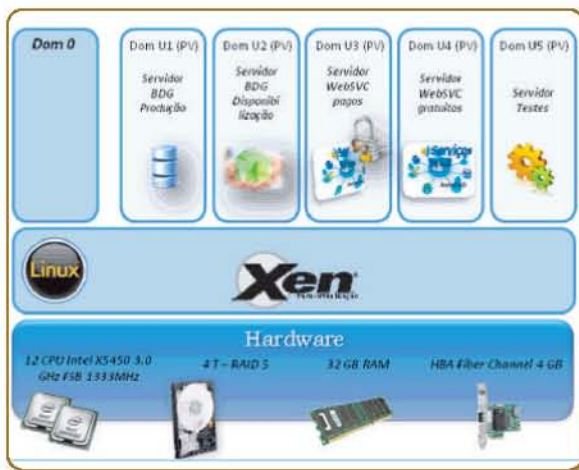 Dom 0
Dom U1 (PV)
Servidor
BDG
Produção
Dom U2 (PV)
Servidor
BDG
Disponibi
lização
Dom U3 (PV)
Servidor
WebSVC
pagos
Dom U4 (PV)
Servidor
WebSVC
gratuitos
Serviços
Dom U5 (PV)
Servidor
Testes
Linux
Xen
Hardware
12 CPU Intel X5450 3.0
GHz FSB 1333MHz
4 T – RAID 5
32 GB RAM
HBA Fiber Channel 4 GB